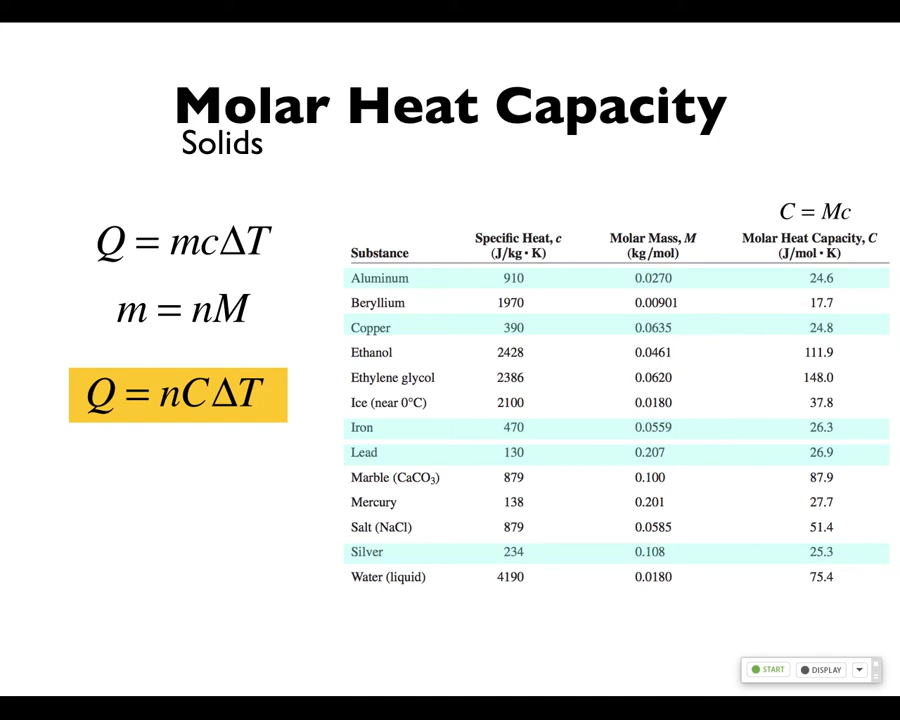 Molar Heat Capacity
Solids
Q = mcΔT
m = nM
Q = nCΔT
C = Mc
Substance Specific Heat, c (J/kg • K) Molar Mass, M (kg/mol) Molar Heat Capacity, C (J/mol • K)
Aluminum 910 0.0270 24.6
Beryllium 1970 0.00901 17.7
Copper 390 0.0635 24.8
Ethanol 2428 0.0461 111.9
Ethylene glycol 2386 0.0620 148.0
Ice (near 0°C) 2100 0.0180 37.8
Iron 470 0.0559 26.3
Lead 130 0.207 26.9
Marble (CaCO₃) 879 0.100 87.9
Mercury 138 0.201 27.7
Salt (NaCl) 879 0.0585 51.4
Silver 234 0.108 25.3
Water (liquid) 4190 0.0180 75.4
START DISPLAY